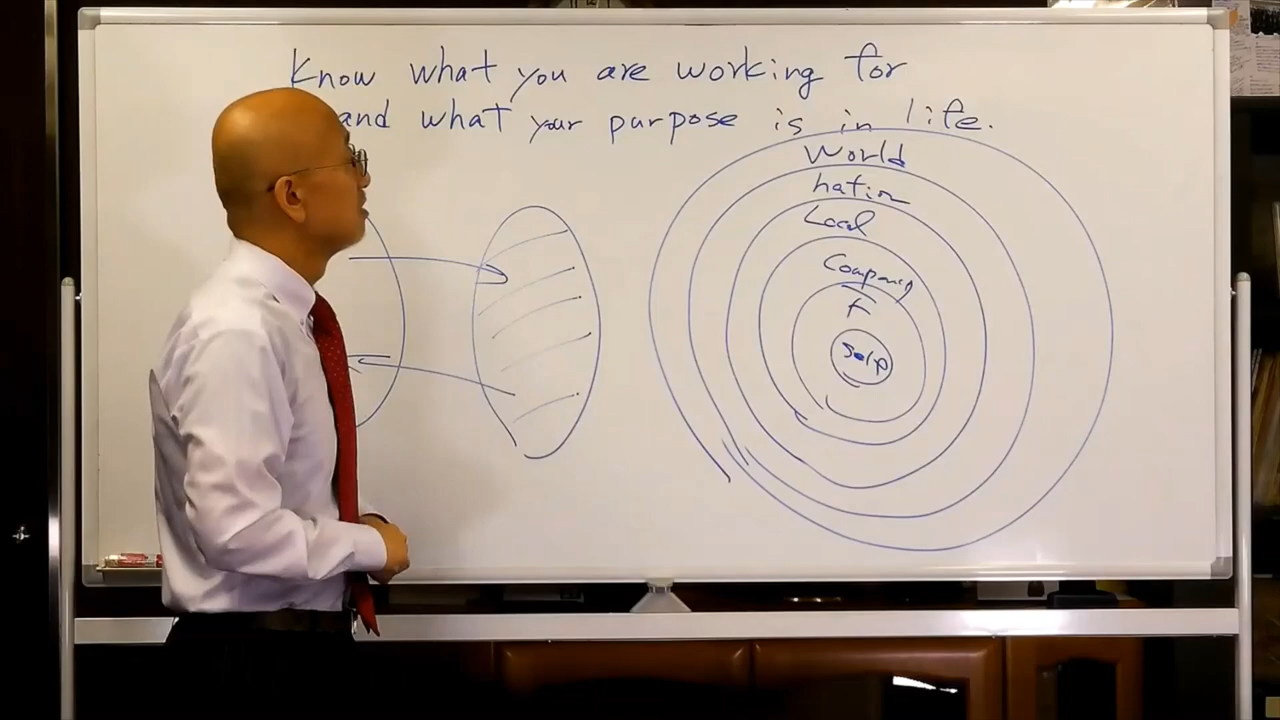 Know what you are working for
and what your purpose is in life.
World
nation
Local
Company
F
Self